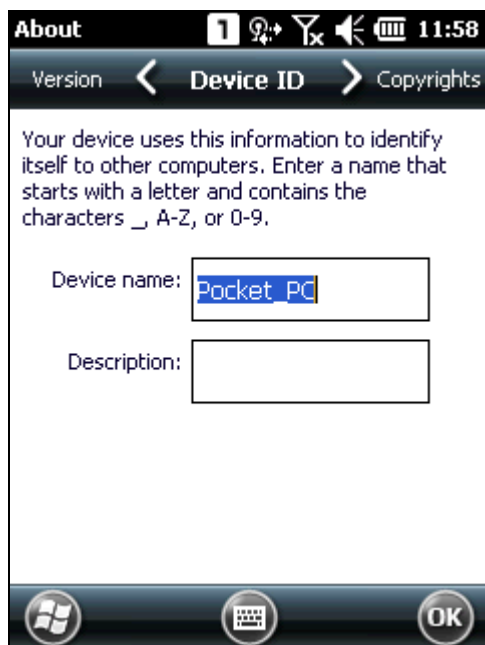 About 1 11:58
Version Device ID Copyrights
Your device uses this information to identify
itself to other computers. Enter a name that
starts with a letter and contains the
characters _, A-Z, or 0-9.
Device name: Pocket_PC
Description:
OK